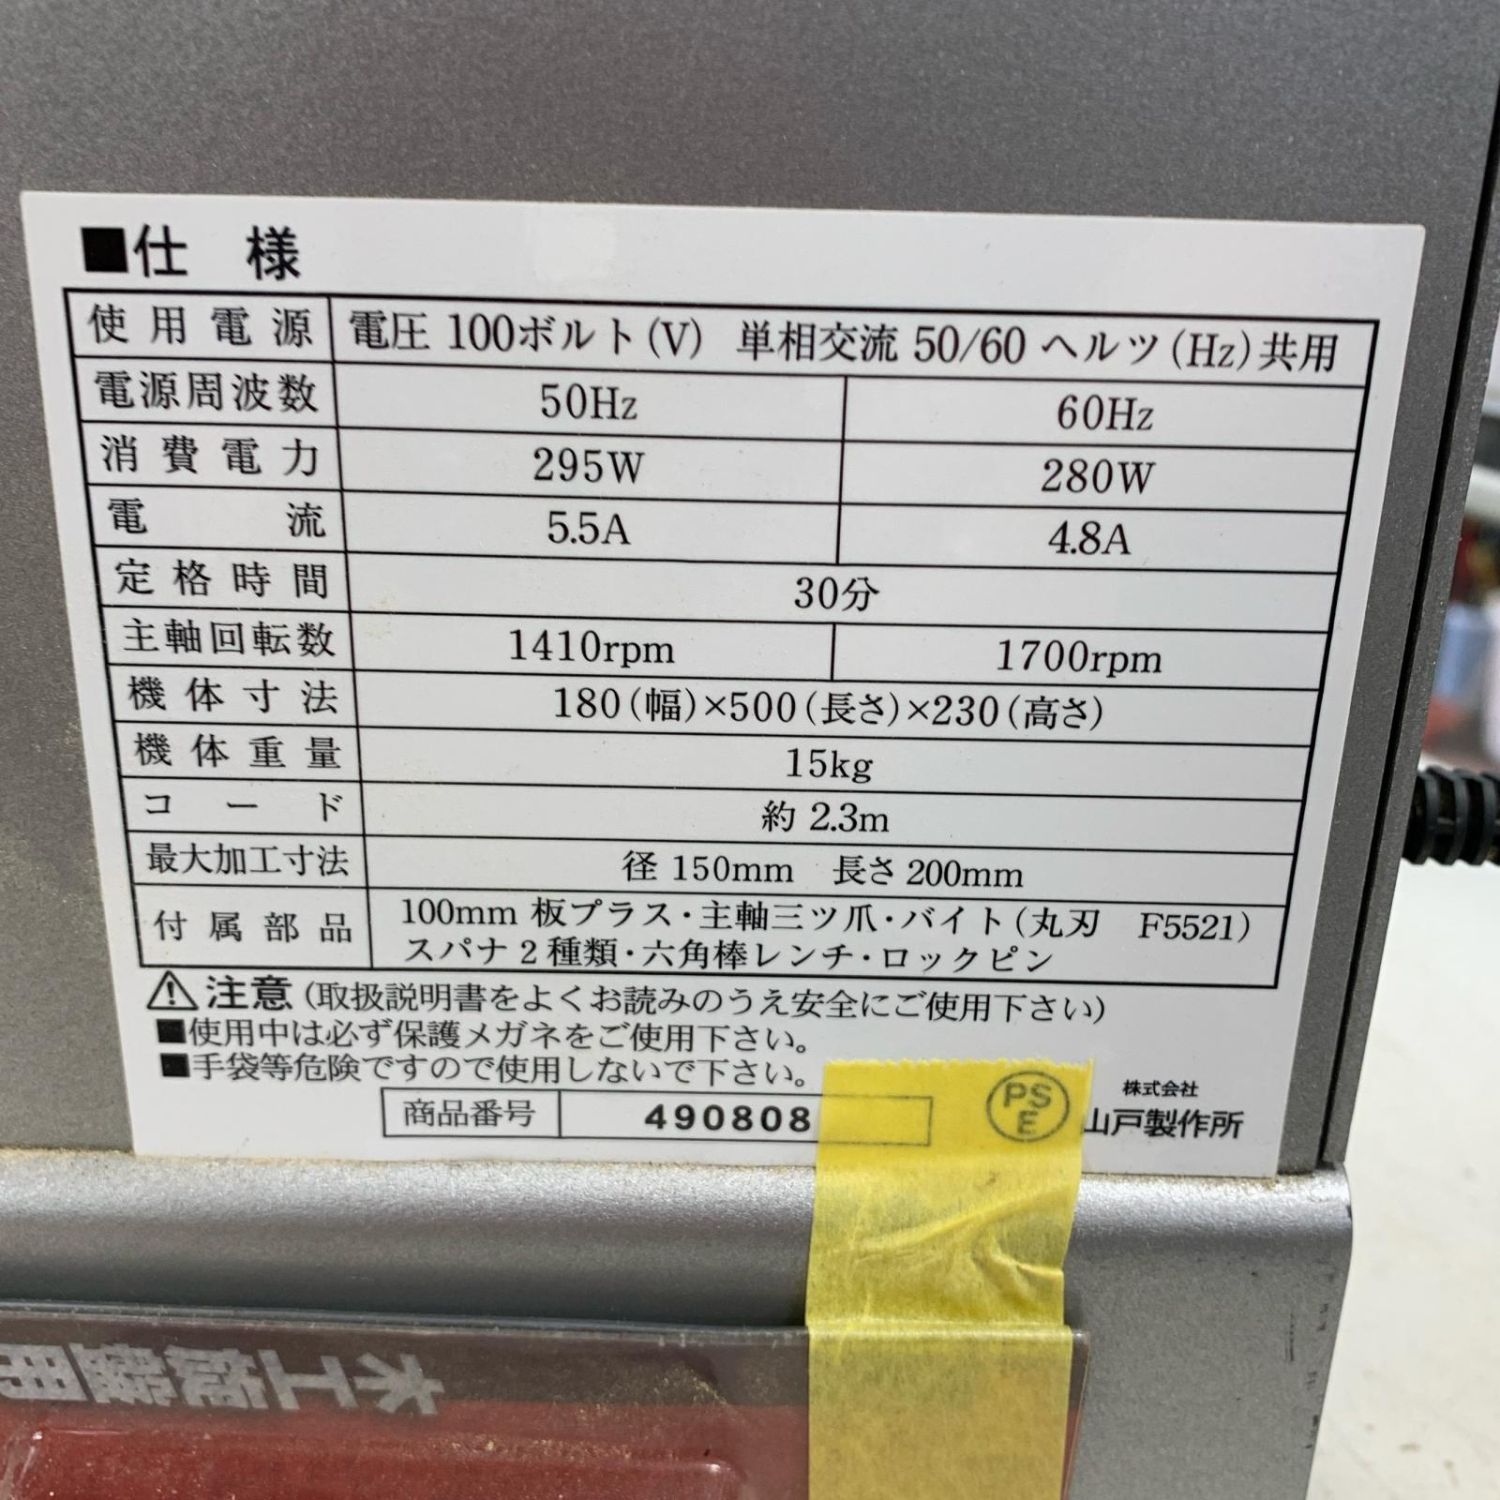 ■仕 様
使用電源 電圧 100ボルト(V) 単相交流 50/60 ヘルツ(Hz)共用
電源周波数 50Hz 60Hz
消費電力 295W 280W
電流 5.5A 4.8A
定格時間 30分
主軸回転数 1410rpm 1700rpm
機体寸法 180(幅)×500(長さ)×230(高さ)
機体重量 15kg
コード 約 2.3m
最大加工寸法 径 150mm 長さ 200mm
付属部品 100mm 板プラス・主軸三ツ爪・バイト(丸刃 F5521)
スパナ 2 種類・六角棒レンチ・ロックピン
⚠注意(取扱説明書をよくお読みのうえ安全にご使用下さい)
■使用中は必ず保護メガネをご使用下さい。
■手袋等危険ですので使用しないで下さい。
商品番号 490808
PSE
株式会社
山戸製作所
木工機器用